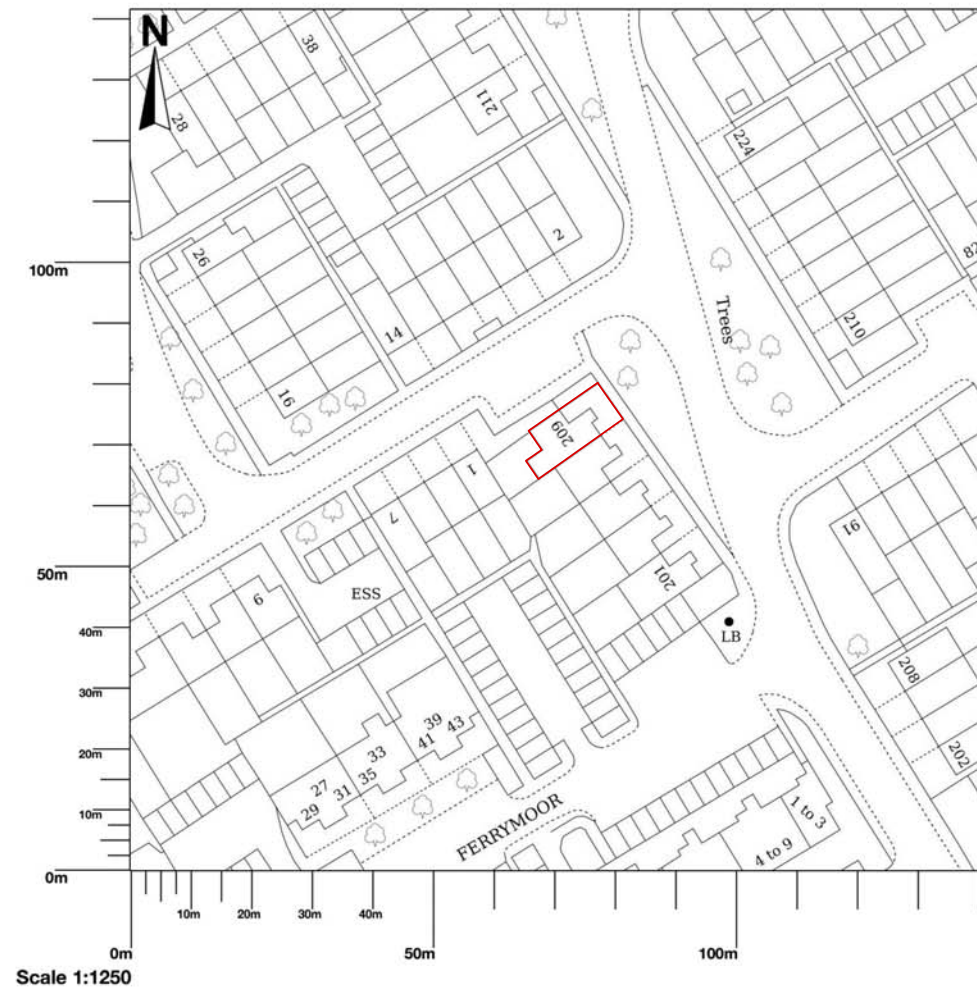 N
38
28
211
224
26
2
82
100m
Trees
210
14
16
209
1
91
7
50m
ESS
201
9
40m
LB
208
30m
39
43
41
20m
33
202
35
27
31
1 to 3
10m
29
FERRYMOOR
4 to 9
0m
10m
20m
30m
40m
0m
50m
100m
Scale 1:1250